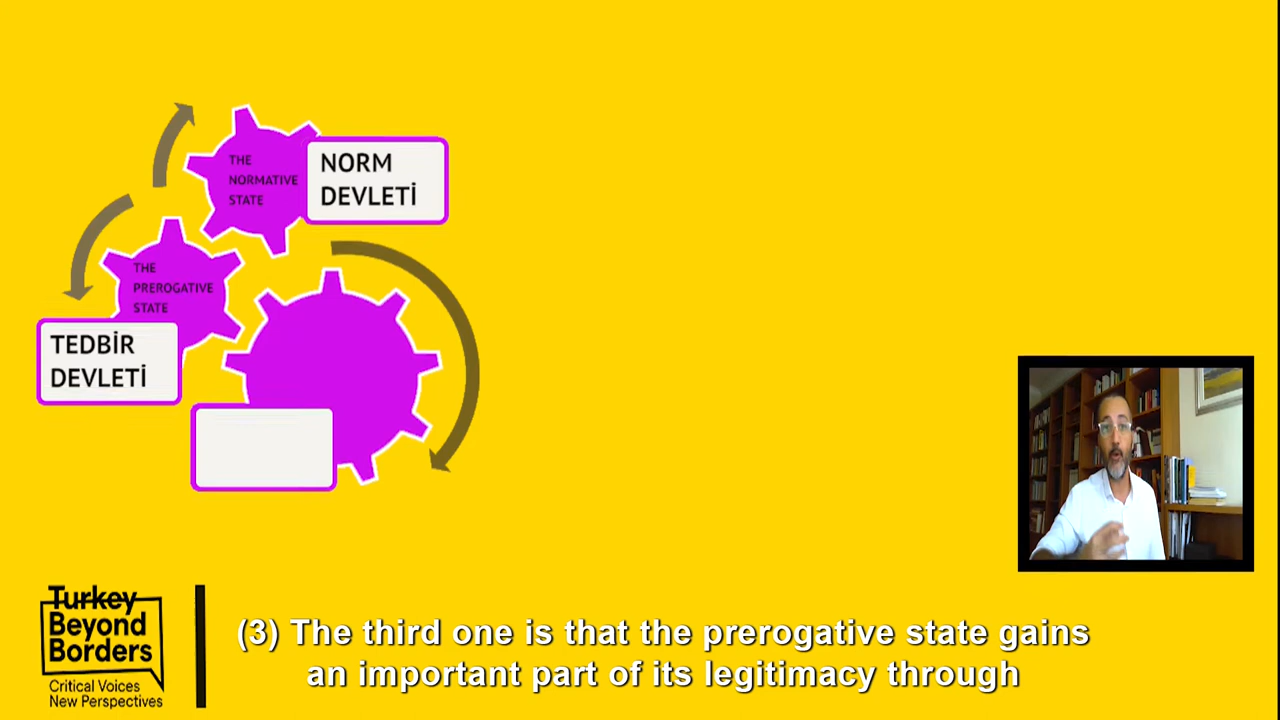 THE
NORMATIVE
STATE
NORM
DEVLETİ
THE
PREROGATIVE
STATE
TEDBİR
DEVLETİ
Turkey
Beyond
Borders
Critical Voices
New Perspectives
(3) The third one is that the prerogative state gains
an important part of its legitimacy through